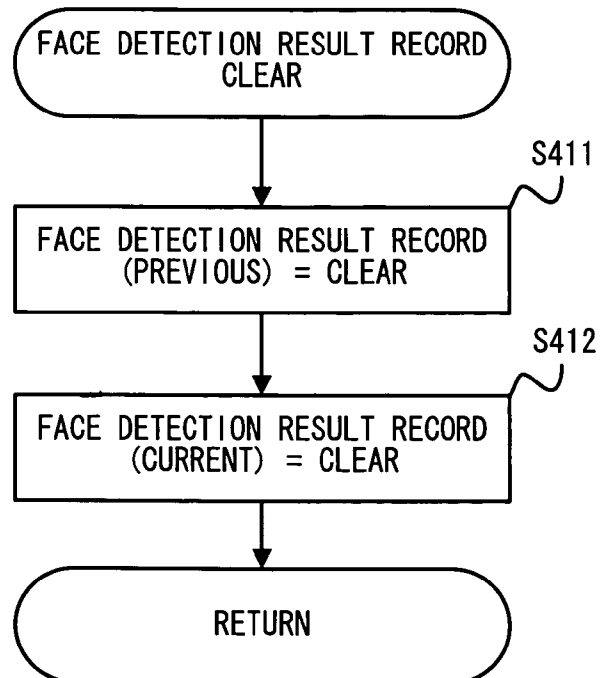 FACE DETECTION RESULT RECORD
CLEAR
S411
FACE DETECTION RESULT RECORD
(PREVIOUS) = CLEAR
S412
FACE DETECTION RESULT RECORD
(CURRENT) = CLEAR
RETURN